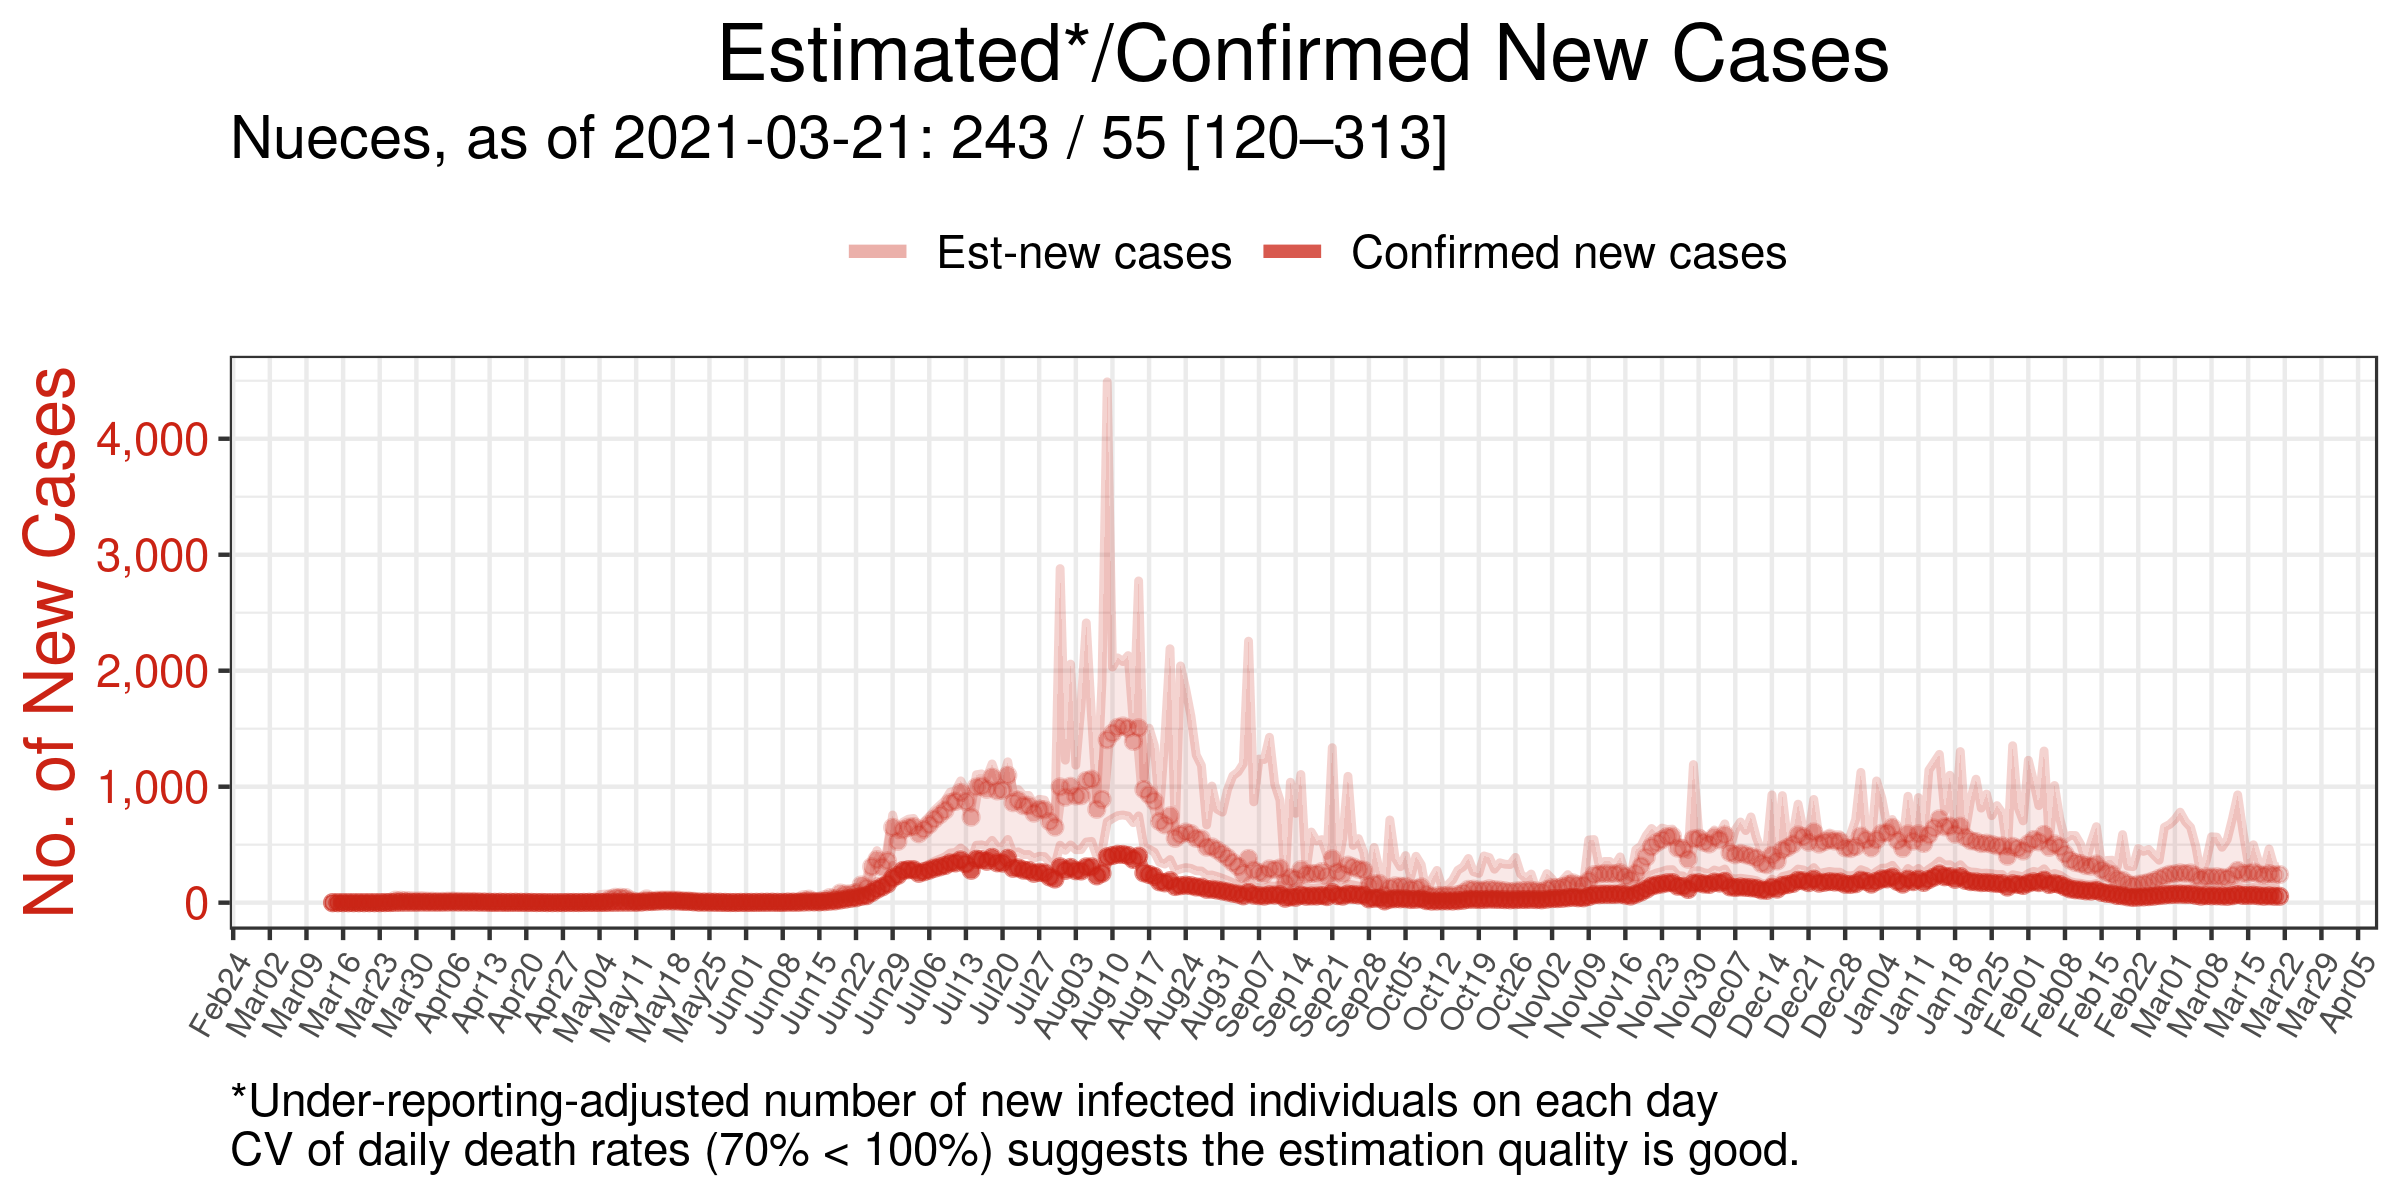 Estimated*/Confirmed New Cases
Nueces, as of 2021-03-21: 243 / 55 [120–313]
Est-new cases Confirmed new cases
No. of New Cases
4,000
3,000
2,000
1,000
0
Feb24 Mar02 Mar09 Mar16 Mar23 Mar30 Apr06 Apr13 Apr20 Apr27 May04 May11 May18 May25 Jun01 Jun08 Jun15 Jun22 Jun29 Jul06 Jul13 Jul20 Jul27 Aug03 Aug10 Aug17 Aug24 Aug31 Sep07 Sep14 Sep21 Sep28 Oct05 Oct12 Oct19 Oct26 Nov02 Nov09 Nov16 Nov23 Nov30 Dec07 Dec14 Dec21 Dec28 Jan04 Jan11 Jan18 Jan25 Feb01 Feb08 Feb15 Feb22 Mar01 Mar08 Mar15 Mar22 Mar29 Apr05
*Under-reporting-adjusted number of new infected individuals on each day
CV of daily death rates (70% < 100%) suggests the estimation quality is good.